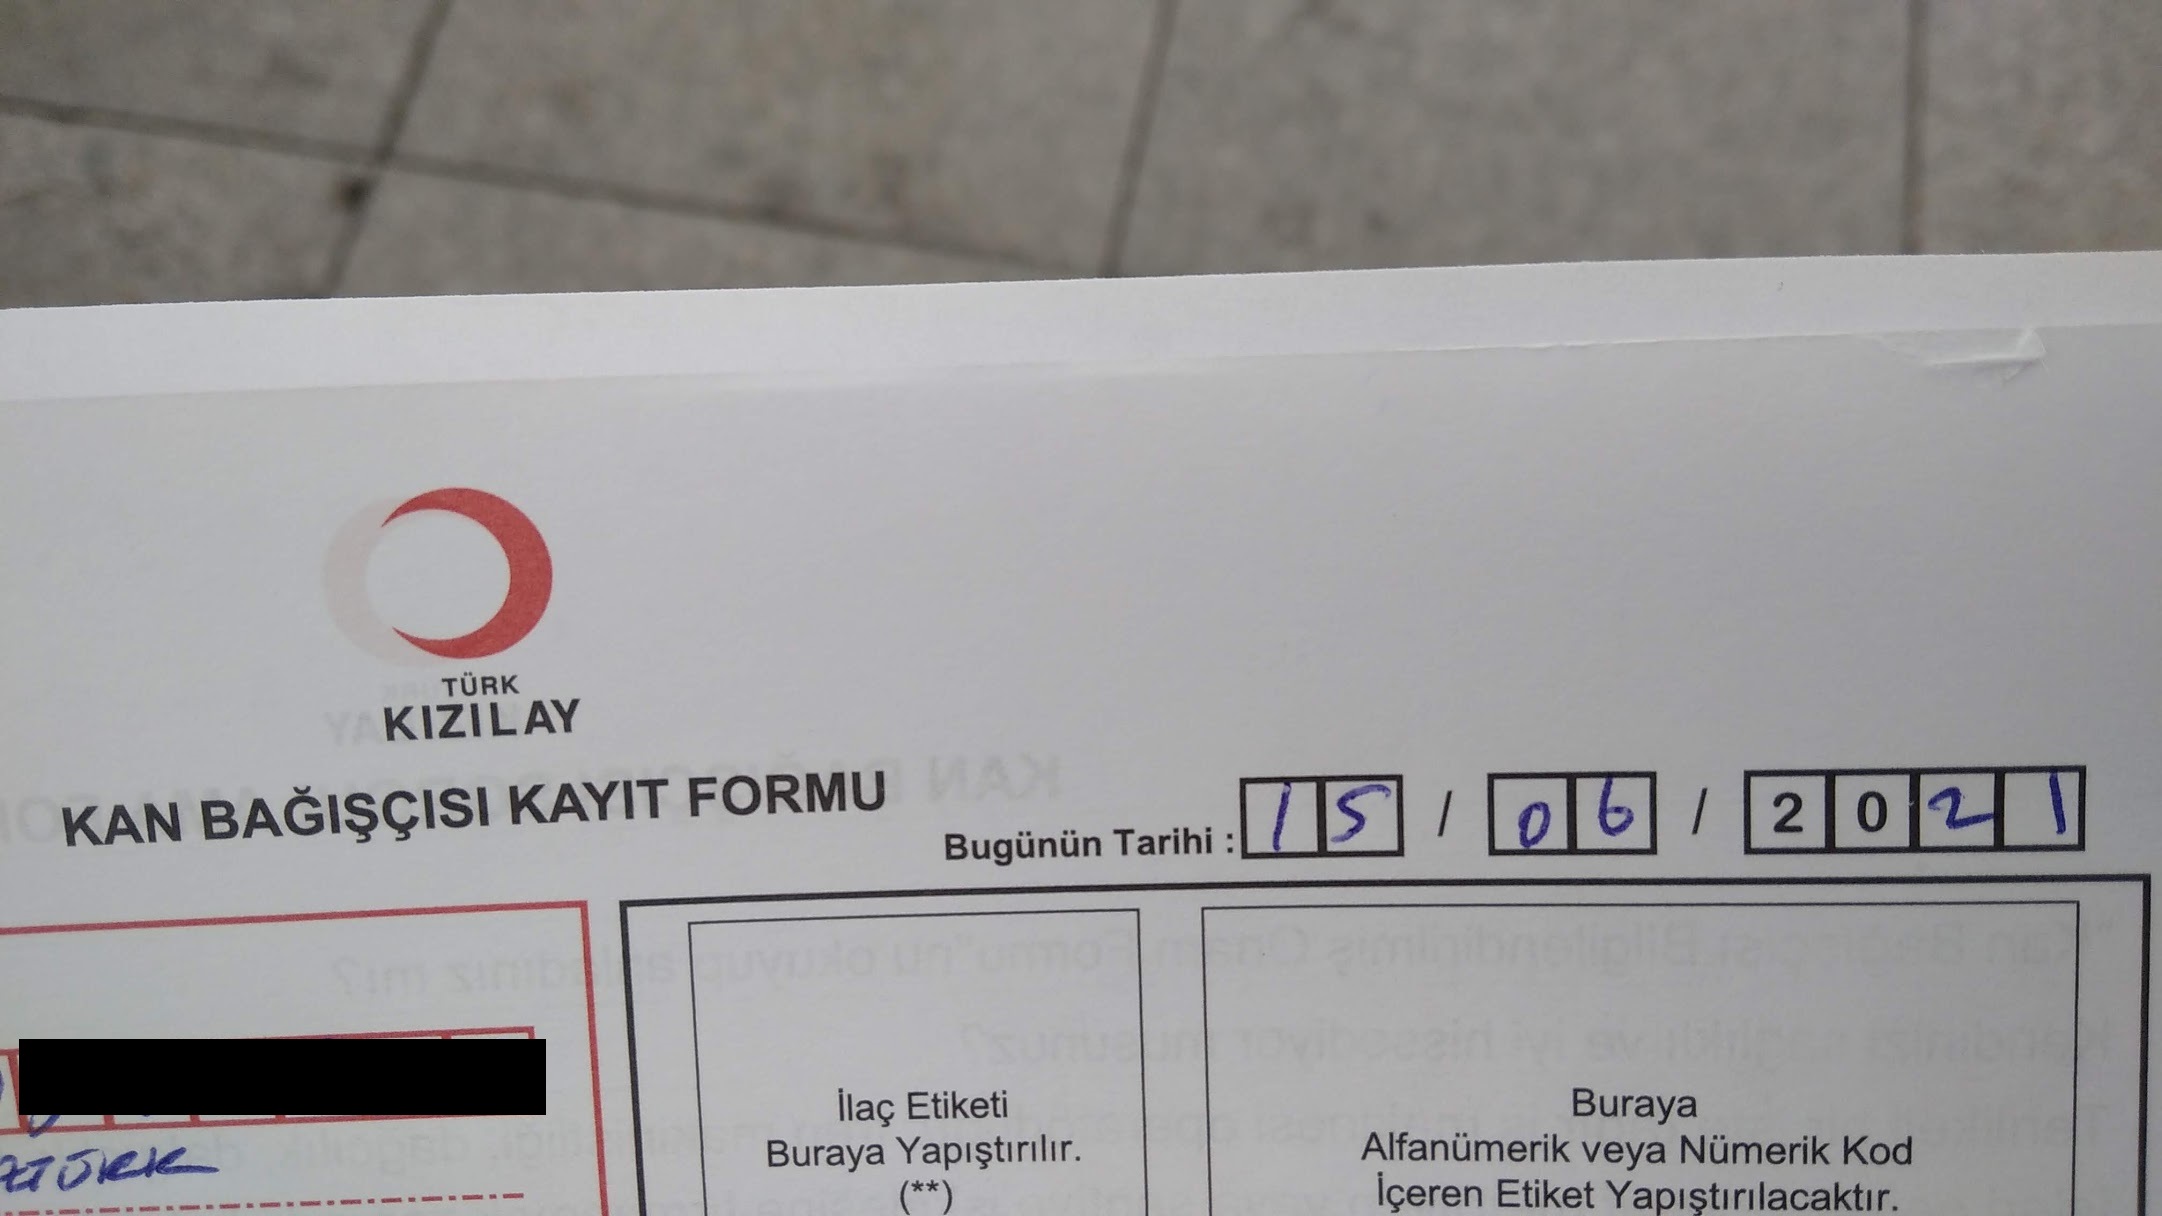 TÜRK
KIZILAY
KAN BAĞIŞÇISI KAYIT FORMU
Bugünün Tarihi : 15 / 06 / 2021
İlaç Etiketi
Buraya Yapıştırılır.
(**)
Buraya
Alfanümerik veya Nümerik Kod
İçeren Etiket Yapıştırılacaktır.